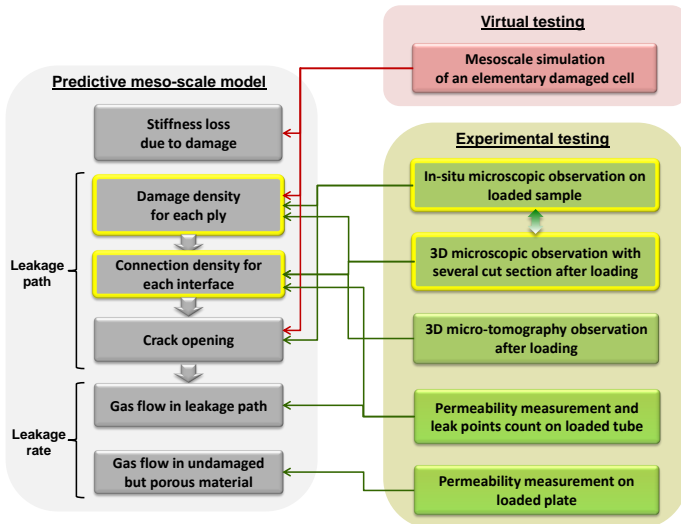 Virtual testing
Mesoscale simulation
of an elementary damaged cell
Predictive meso-scale model
Stiffness loss
due to damage
Damage density
for each ply
Connection density for
each interface
Crack opening
Gas flow in leakage path
Gas flow in undamaged
but porous material
Leakage
path
Leakage
rate
Experimental testing
In-situ microscopic observation on
loaded sample
3D microscopic observation with
several cut section after loading
3D micro-tomography observation
after loading
Permeability measurement and
leak points count on loaded tube
Permeability measurement on
loaded plate